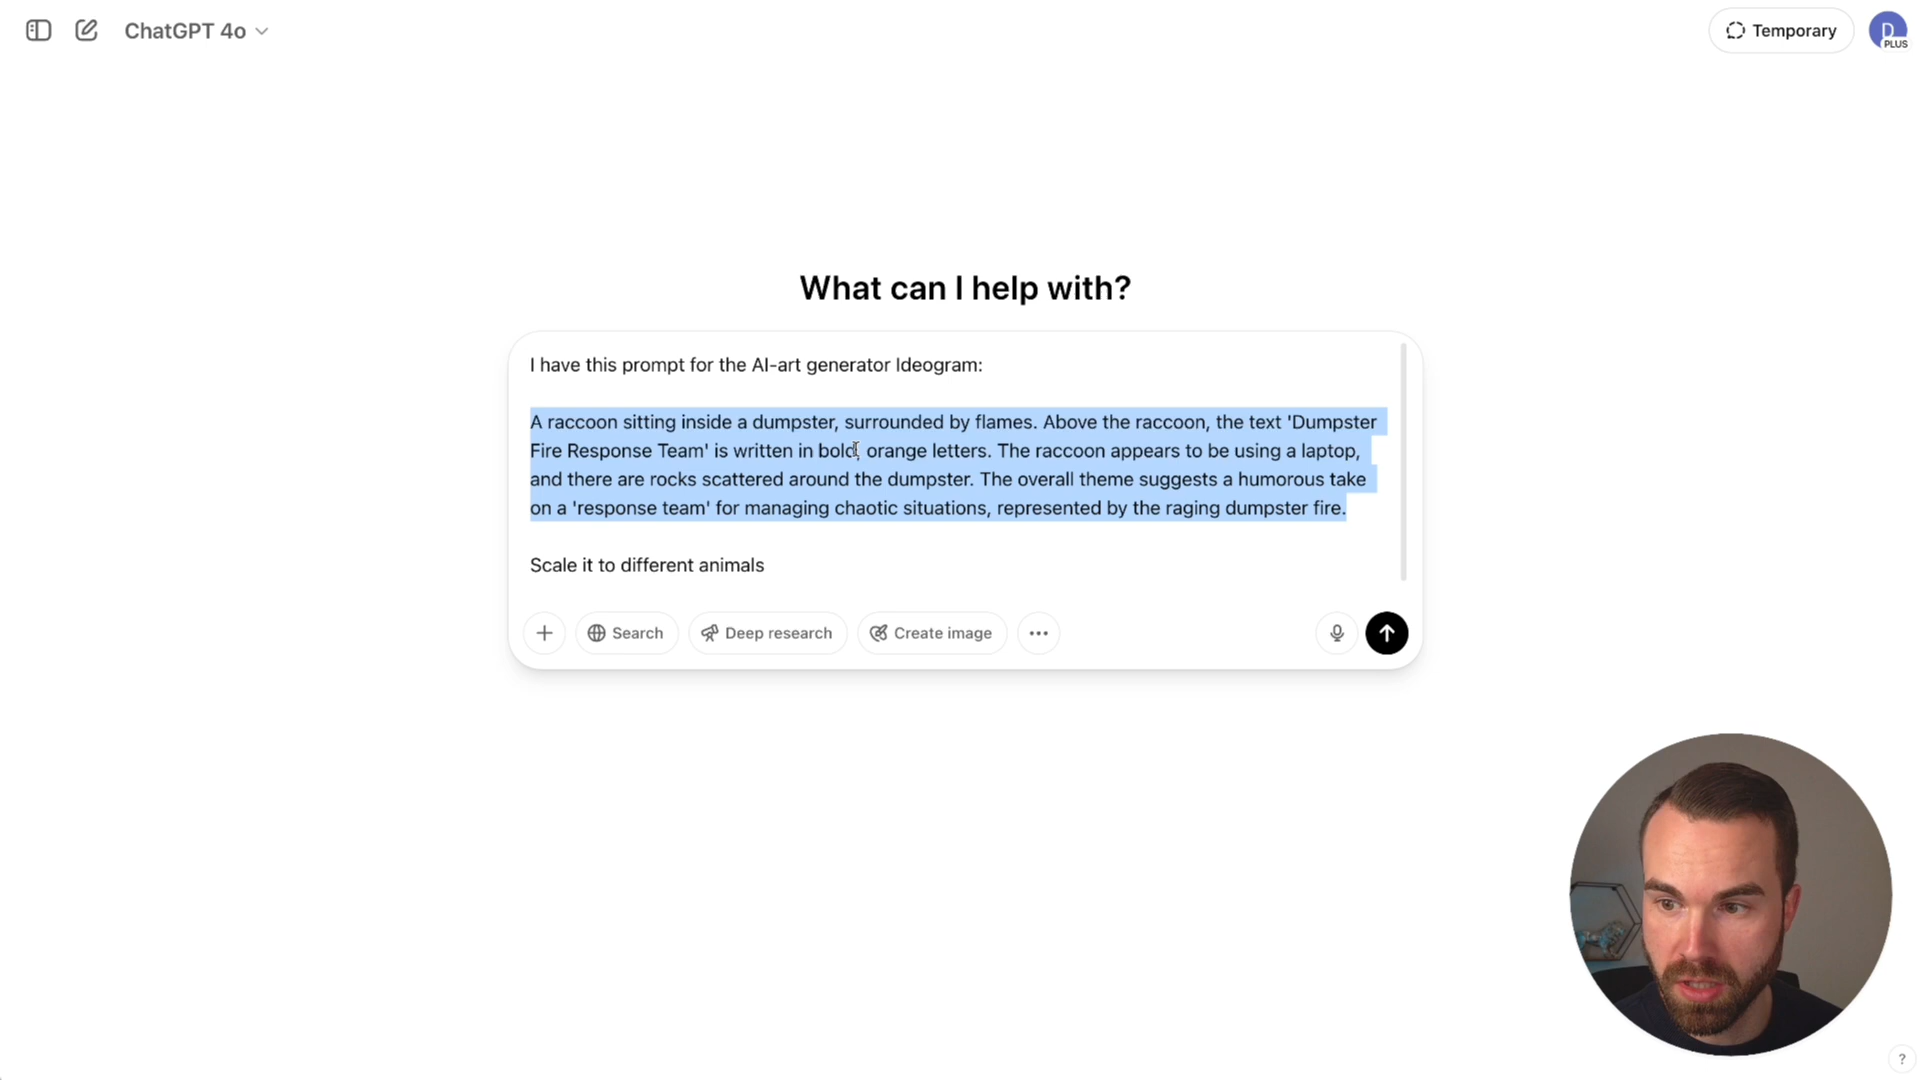 ChatGPT 4o
Temporary
D
PLUS
What can I help with?
I have this prompt for the AI-art generator Ideogram:
A raccoon sitting inside a dumpster, surrounded by flames. Above the raccoon, the text 'Dumpster
Fire Response Team' is written in bold, orange letters. The raccoon appears to be using a laptop,
and there are rocks scattered around the dumpster. The overall theme suggests a humorous take
on a 'response team' for managing chaotic situations, represented by the raging dumpster fire.
Scale it to different animals
Search
Deep research
Create image
?